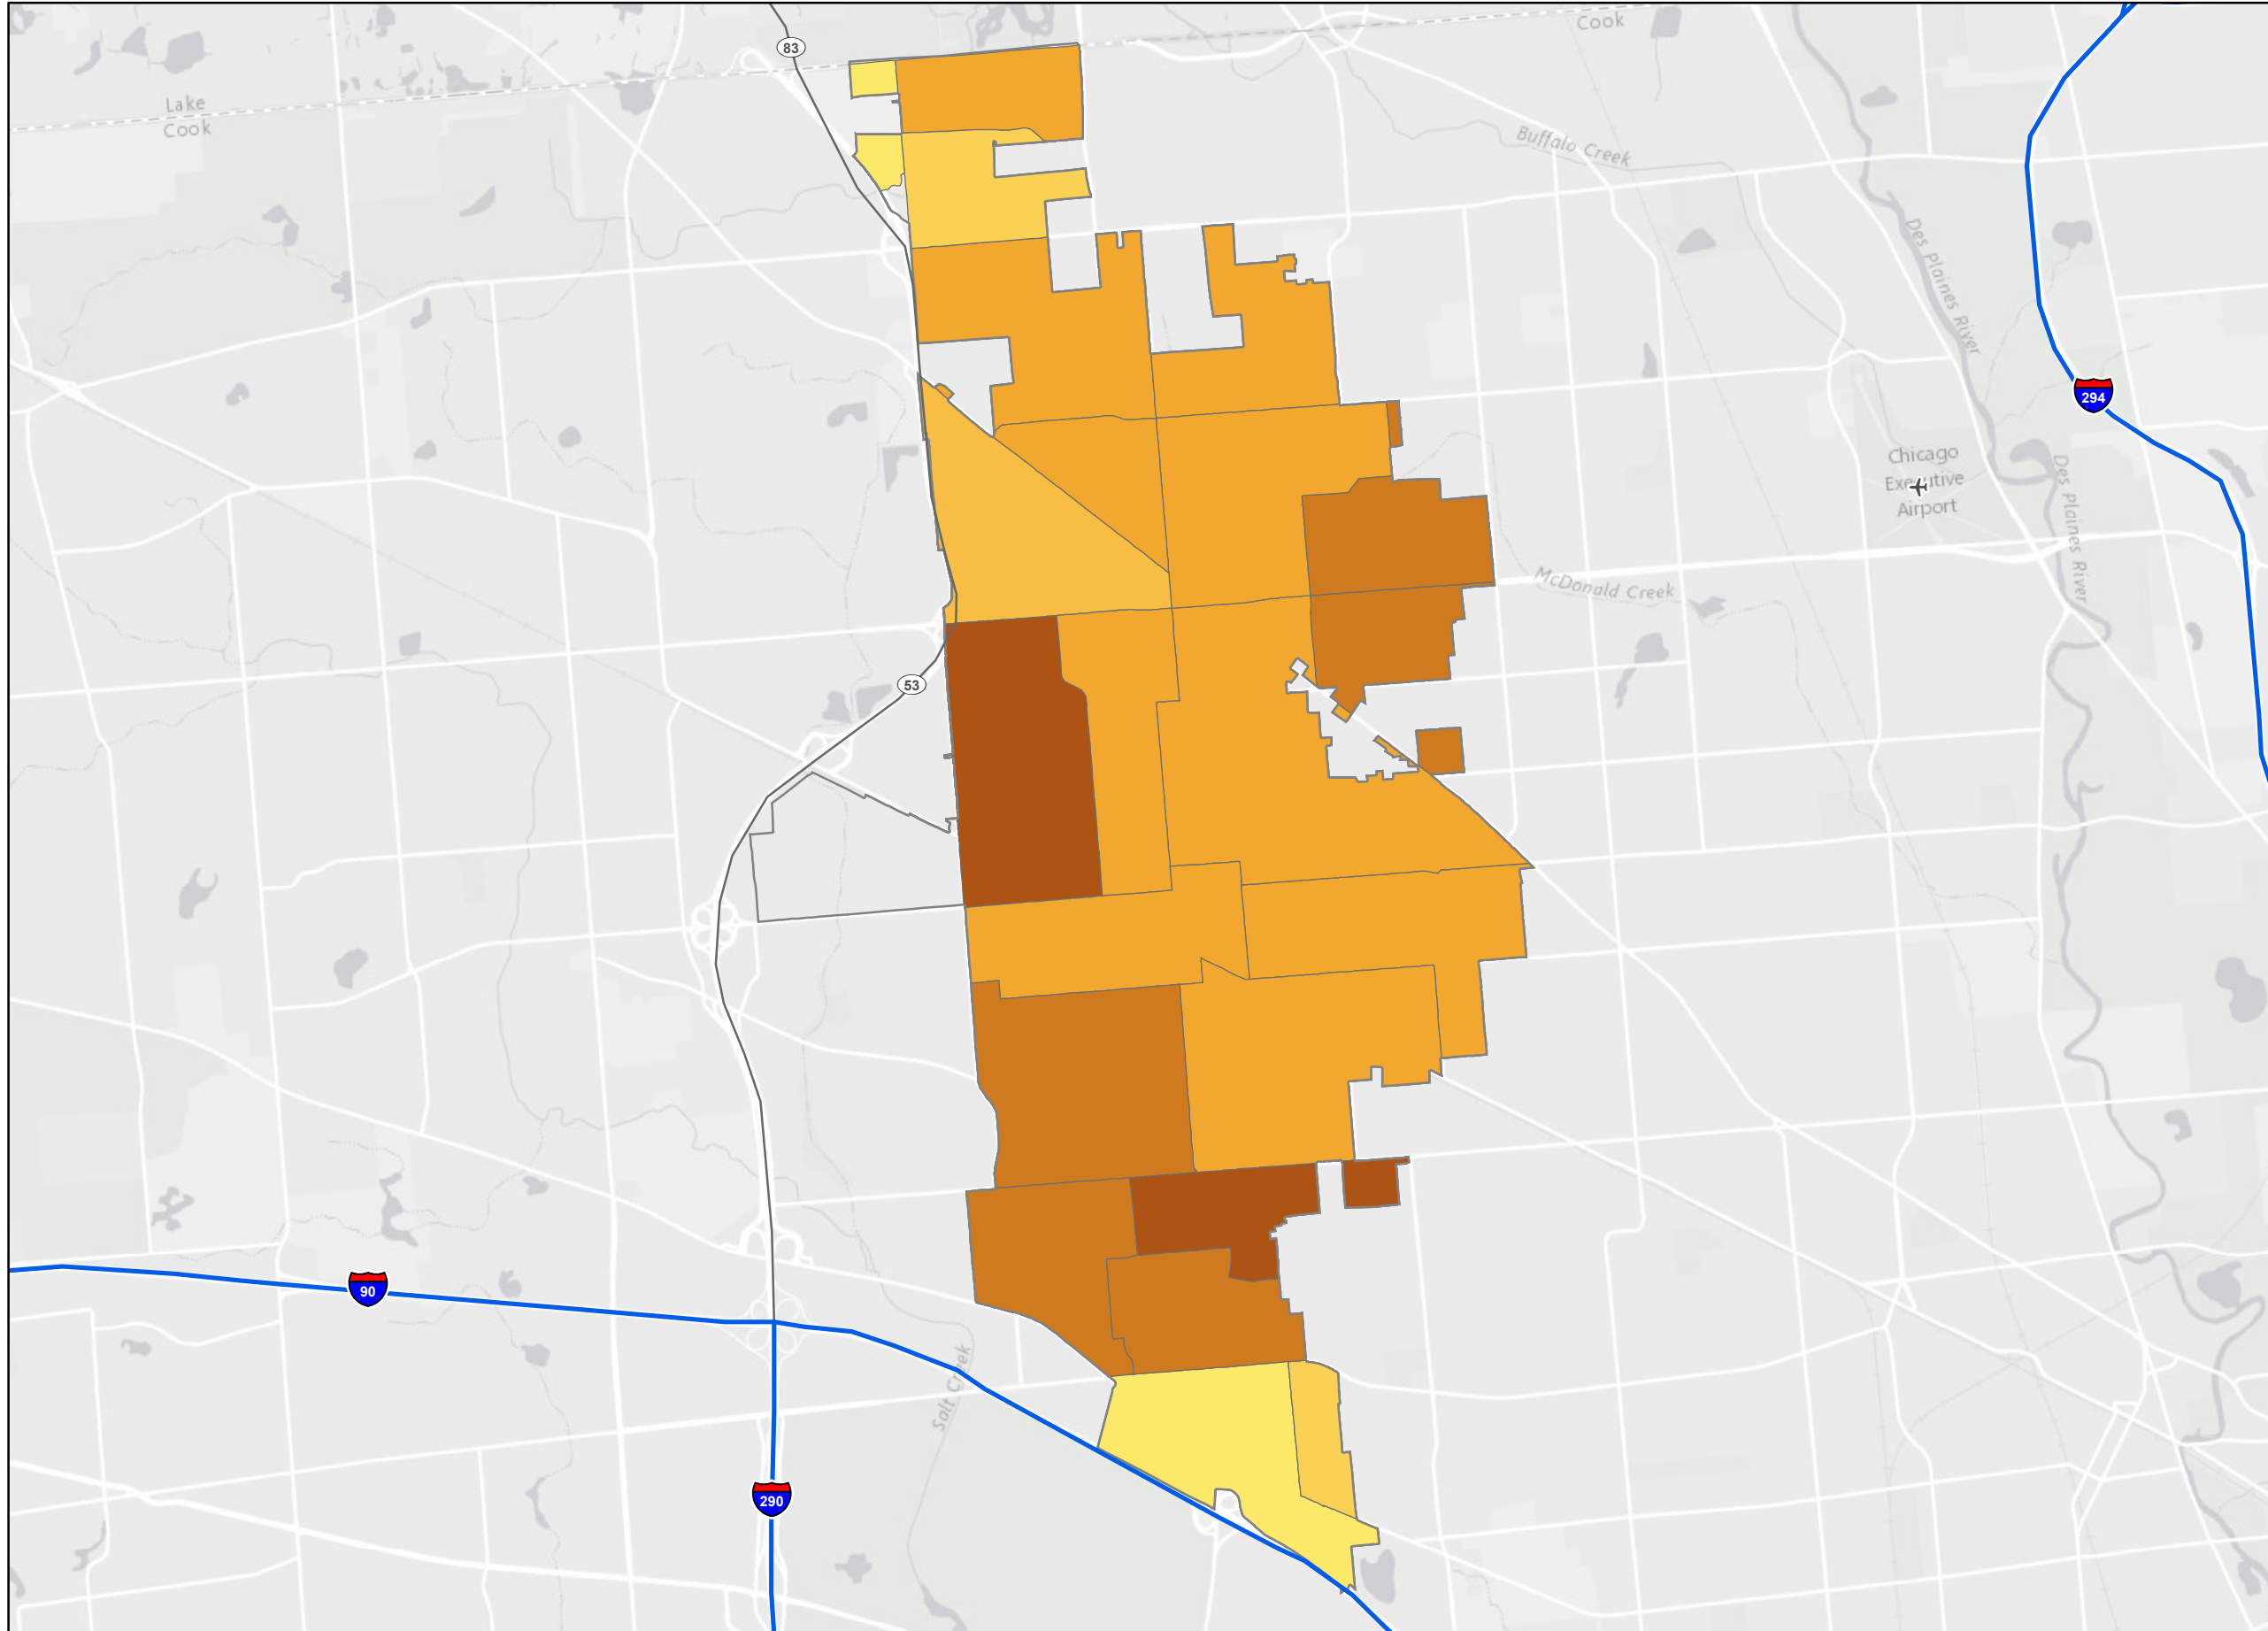 83
Cook
Lake
Cook
Buffalo Creek
Des Plaines River
294
Chicago
Executive
Airport
Des Plaines River
McDonald Creek
53
90
Salt Creek
290